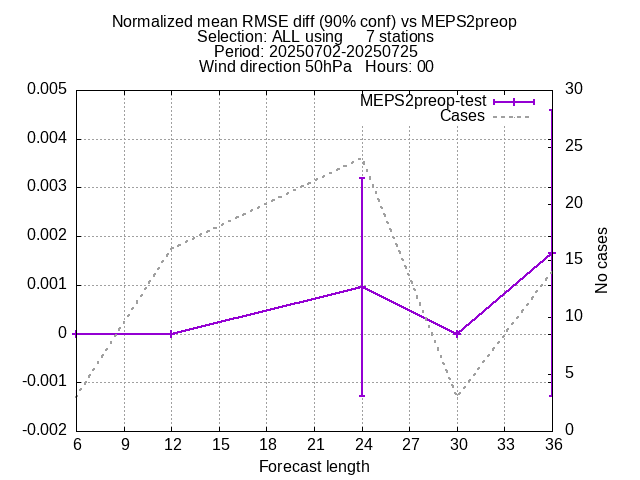 Normalized mean RMSE diff (90% conf) vs MEPS2preop
Selection: ALL using     7 stations
Period: 20250702-20250725
Wind direction 50hPa   Hours: 00
MEPS2preop-test
Cases
0.005
0.004
0.003
0.002
0.001
0
-0.001
-0.002
30
25
20
15
10
5
0
No cases
6 9 12 15 18 21 24 27 30 33 36
Forecast length